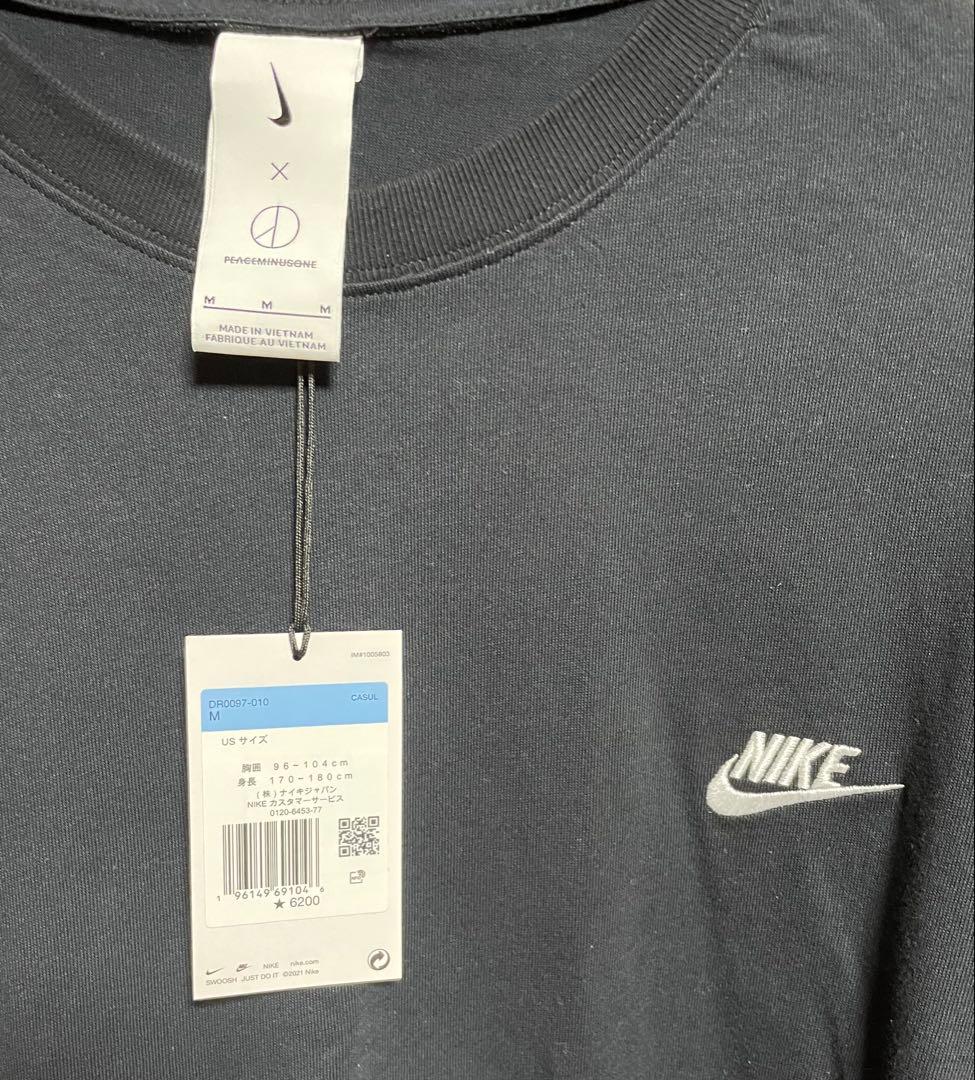 ×
PEACEMINUSONE
M M M
MADE IN VIETNAM
FABRIQUE AU VIETNAM
IM#1005803
DR0097-010 CASUL
M
US サイズ
胸囲 96-104cm
身長 170-180cm
(株)ナイキジャパン
NIKE カスタマーサービス
0120-6453-77
1 96149 69104 6
★ 6200
NIKE nike.com
SWOOSH JUST DO IT ©2021 Nike
NIKE